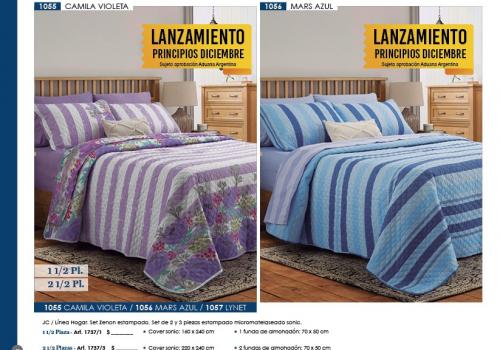 1055 CAMILA VIOLETA
1056 MARS AZUL
LANZAMIENTO
PRINCIPIOS DICIEMBRE
Sujeto aprobación Aduana Argentina
LANZAMIENTO
PRINCIPIOS DICIEMBRE
Sujeto aprobación Aduana Argentina
1 1/2 Pl.
2 1/2 Pl.
1055 CAMILA VIOLETA / 1056 MARS AZUL / 1057 LYNET
JC / Línea Hogar. Set Zenon estampado. Set de 2 y 3 piezas estampado micromatelaseado sonic.
1 1/2 Plaza - Art. 1737/1 $ ________ • Cover sonic: 160 x 240 cm • 1 funda de almohadón: 70 x 50 cm
2 1/2 Plazas - Art. 1737/3 $ ________ • Cover sonic: 220 x 240 cm • 2 fundas de almohadón: 70 x 50 cm